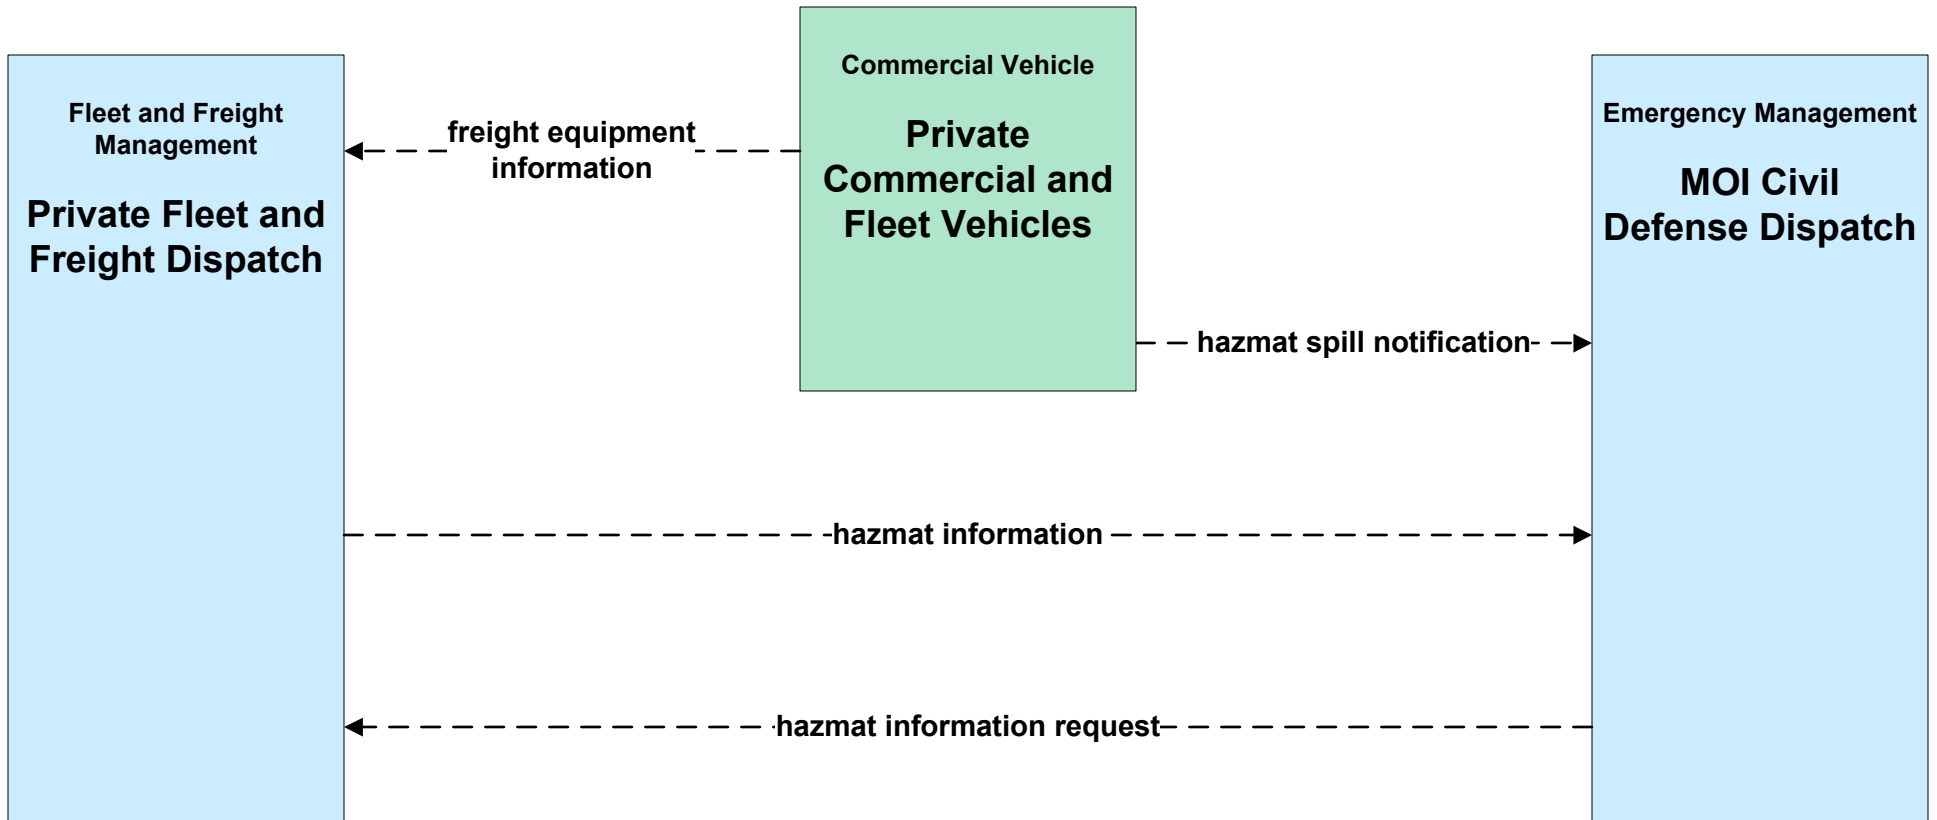 Fleet and Freight
Management
Private Fleet and
Freight Dispatch
freight equipment
information
Commercial Vehicle
Private
Commercial and
Fleet Vehicles
Emergency Management
MOI Civil
Defense Dispatch
hazmat spill notification
hazmat information
hazmat information request